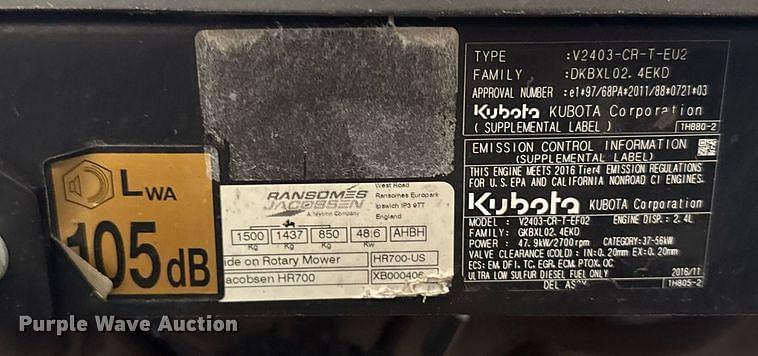 LWA
105dB
RANSOMES
JACOBSEN
A Textron Company
West Road
Ransomes Europark
Ipswich IP3 9TT
England
1500 1437 850 48.6 AHBH
Kg Kg Kg kW
on Rotary Mower HR700-US
Jacobsen HR700 XB000406
TYPE :V2403-CR-T-EU2
FAMILY :DKBXL02.4EKD
APPROVAL NUMBER :e1*97/68PA*2011/88*0721*03
Kubota KUBOTA Corporation
(SUPPLEMENTAL LABEL) 1H880-2
EMISSION CONTROL INFORMATION
(SUPPLEMENTAL LABEL)
THIS ENGINE MEETS 2016 Tier4 EMISSION REGULATIONS
FOR U.S. EPA AND CALIFORNIA NONROAD CI ENGINES.
Kubota KUBOTA Corporation
MODEL: V2403-CR-T-EF02 ENGINE DISP.: 2.4L
FAMILY: GKBXL02.4EKD
POWER: 47.9kW/2700rpm CATEGORY:37-56kW
VALVE CLEARANCE(COLD): IN:0.20mm EX:0.20mm
ECS: EM, DFI, TC, EGR, ECM, PTOX, OC
ULTRA LOW SULFUR DIESEL FUEL ONLY 2016/11
DEL ASSY 1H805-2
Purple Wave Auction